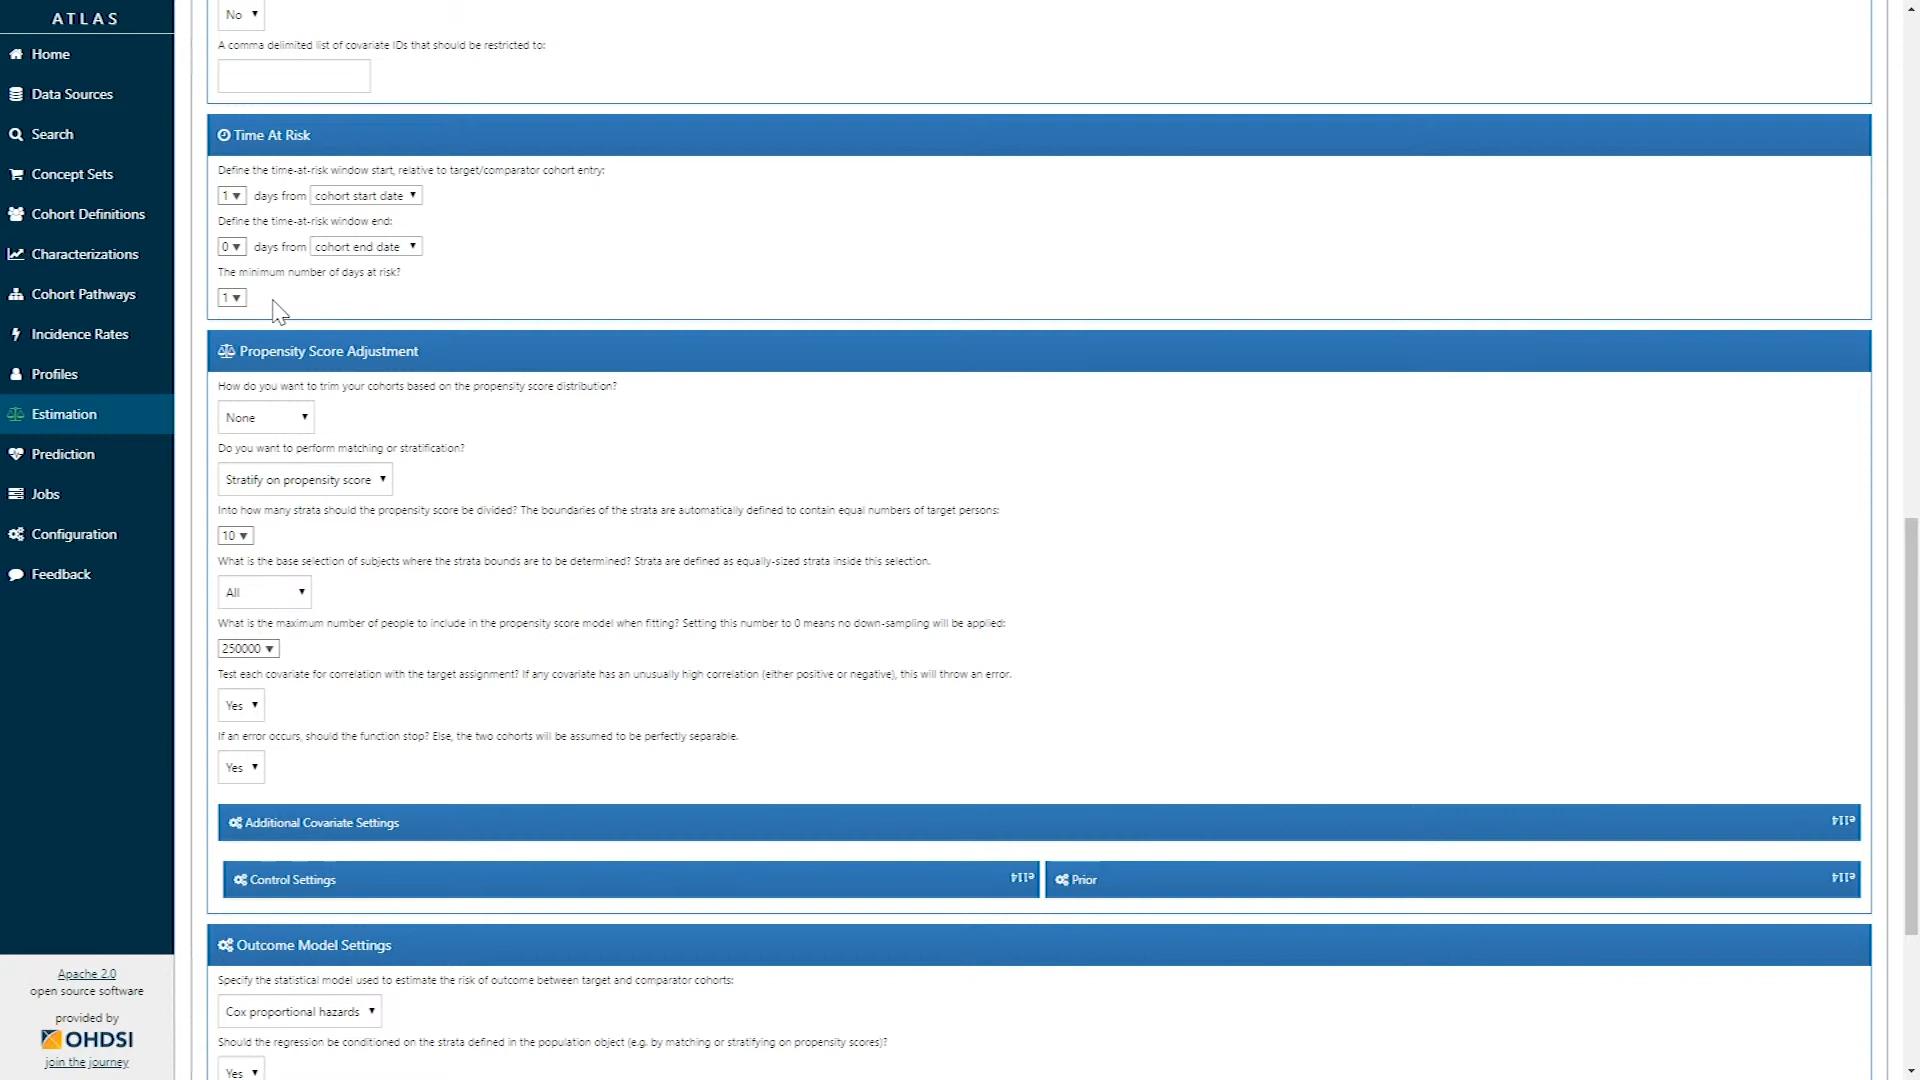 ATLAS
Home
Data Sources
Search
Concept Sets
Cohort Definitions
Characterizations
Cohort Pathways
Incidence Rates
Profiles
Estimation
Prediction
Jobs
Configuration
Feedback
Apache 2.0
open source software
provided by
OHDSI
join the journey
No
A comma delimited list of covariate IDs that should be restricted to:
Time At Risk
Define the time-at-risk window start, relative to target/comparator cohort entry:
1 days from cohort start date
Define the time-at-risk window end:
0 days from cohort end date
The minimum number of days at risk?
1
Propensity Score Adjustment
How do you want to trim your cohorts based on the propensity score distribution?
None
Do you want to perform matching or stratification?
Stratify on propensity score
Into how many strata should the propensity score be divided? The boundaries of the strata are automatically defined to contain equal numbers of target persons:
10
What is the base selection of subjects where the strata bounds are to be determined? Strata are defined as equally-sized strata inside this selection.
All
What is the maximum number of people to include in the propensity score model when fitting? Setting this number to 0 means no down-sampling will be applied:
250000
Test each covariate for correlation with the target assignment? If any covariate has an unusually high correlation (either positive or negative), this will throw an error.
Yes
If an error occurs, should the function stop? Else, the two cohorts will be assumed to be perfectly separable.
Yes
Additional Covariate Settings e114
Control Settings e114 Prior e114
Outcome Model Settings
Specify the statistical model used to estimate the risk of outcome between target and comparator cohorts:
Cox proportional hazards
Should the regression be conditioned on the strata defined in the population object (e.g. by matching or stratifying on propensity scores)?
Yes